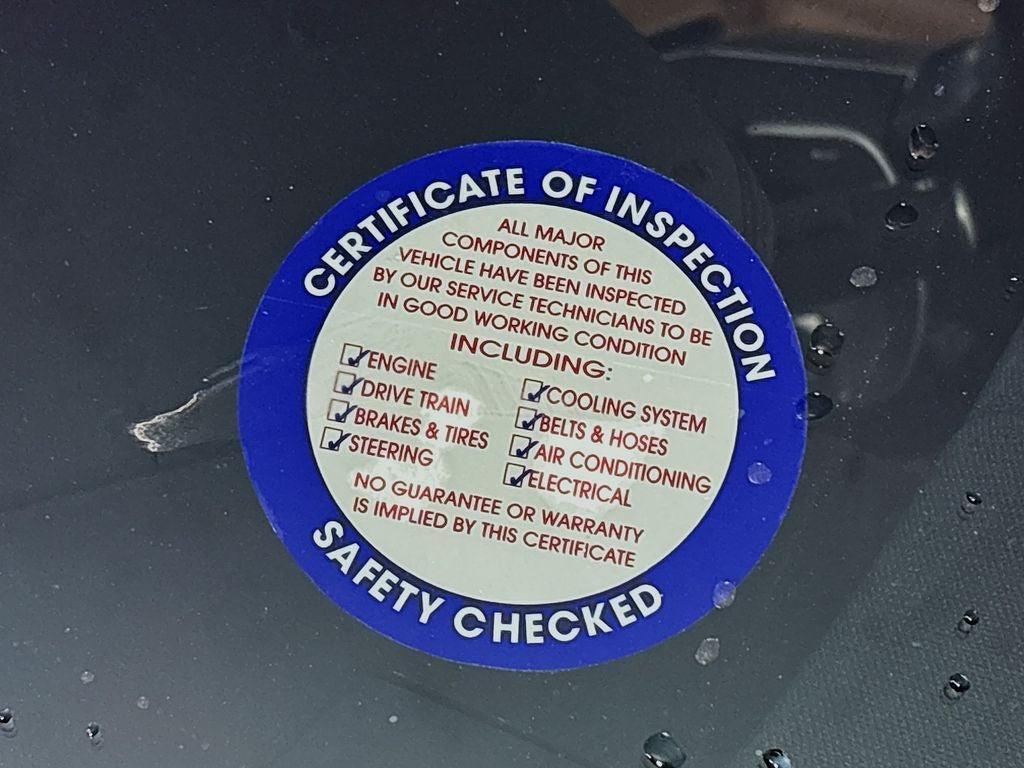 CERTIFICATE OF INSPECTION
ALL MAJOR
COMPONENTS OF THIS
VEHICLE HAVE BEEN INSPECTED
BY OUR SERVICE TECHNICIANS TO BE
IN GOOD WORKING CONDITION
INCLUDING:
ENGINE
DRIVE TRAIN
BRAKES & TIRES
STEERING
COOLING SYSTEM
BELTS & HOSES
AIR CONDITIONING
ELECTRICAL
NO GUARANTEE OR WARRANTY
IS IMPLIED BY THIS CERTIFICATE
SAFETY CHECKED